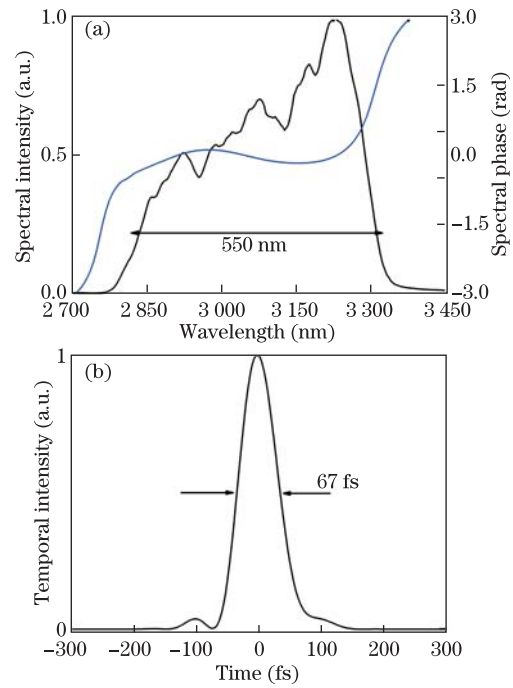 (a)
1.0
0.5
0.0
Spectral intensity (a.u.)
3.0
1.5
0.0
−1.5
−3.0
Spectral phase (rad)
550 nm
2 700 2 850 3 000 3 150 3 300 3 450
Wavelength (nm)
(b)
1
0
Temporal intensity (a.u.)
67 fs
−300 −200 −100 0 100 200 300
Time (fs)